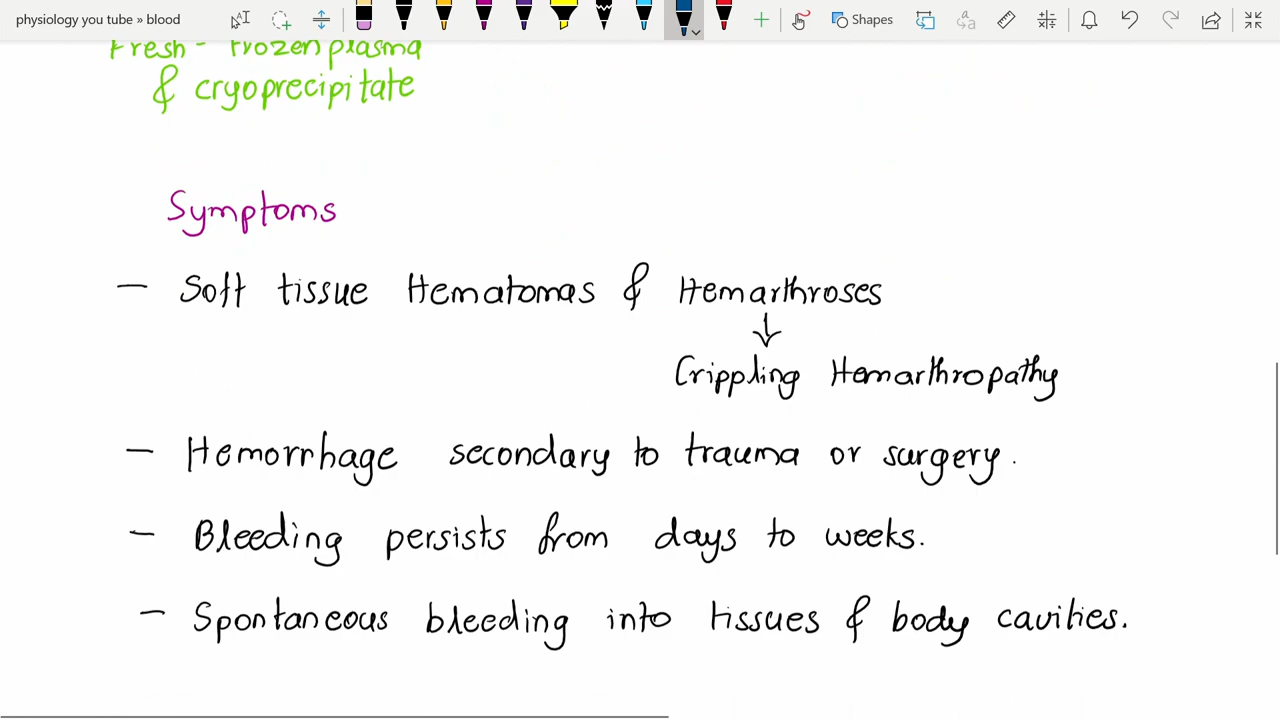 physiology you tube » blood
Shapes
Fresh - Frozen plasma
& cryoprecipitate
Symptoms
— Soft tissue Hematomas & Hemarthroses
↓
Crippling Hemarthropathy
— Hemorrhage secondary to trauma or surgery.
— Bleeding persists from days to weeks.
— Spontaneous bleeding into tissues & body cavities.